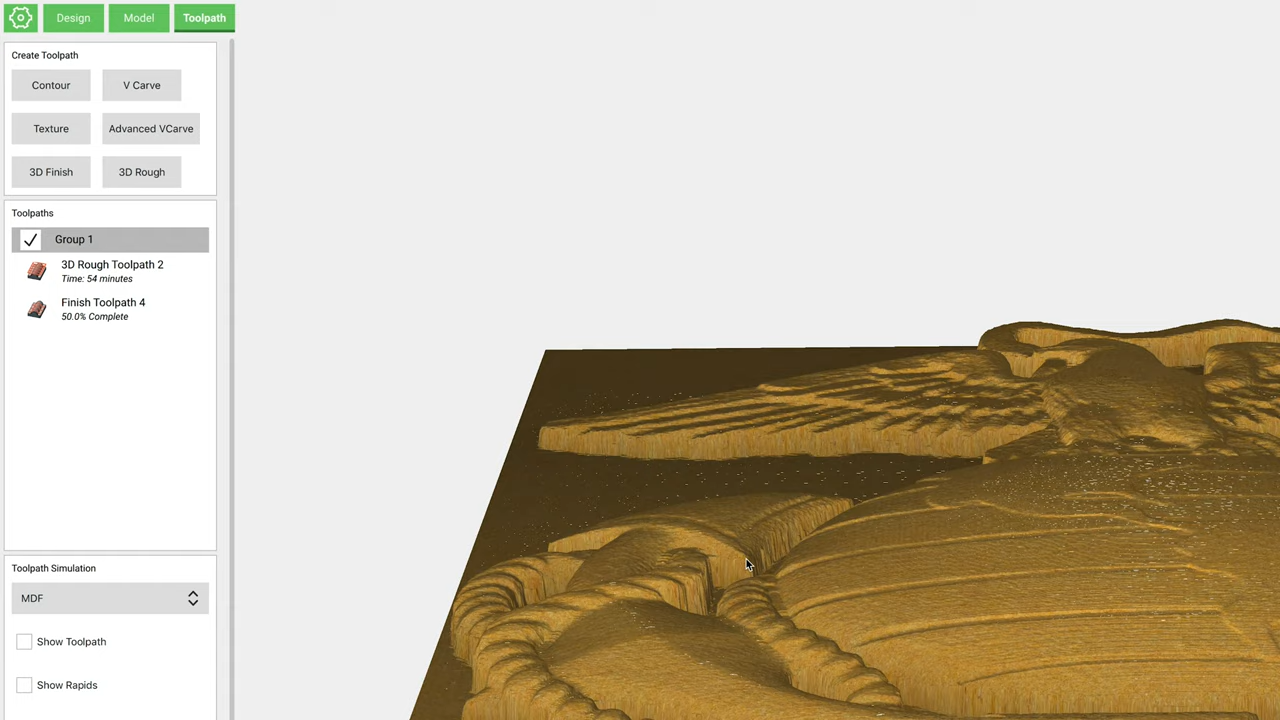 Design
Model
Toolpath
Create Toolpath
Contour
V Carve
Texture
Advanced VCarve
3D Finish
3D Rough
Toolpaths
Group 1
3D Rough Toolpath 2
Time: 54 minutes
Finish Toolpath 4
50.0% Complete
Toolpath Simulation
MDF
Show Toolpath
Show Rapids